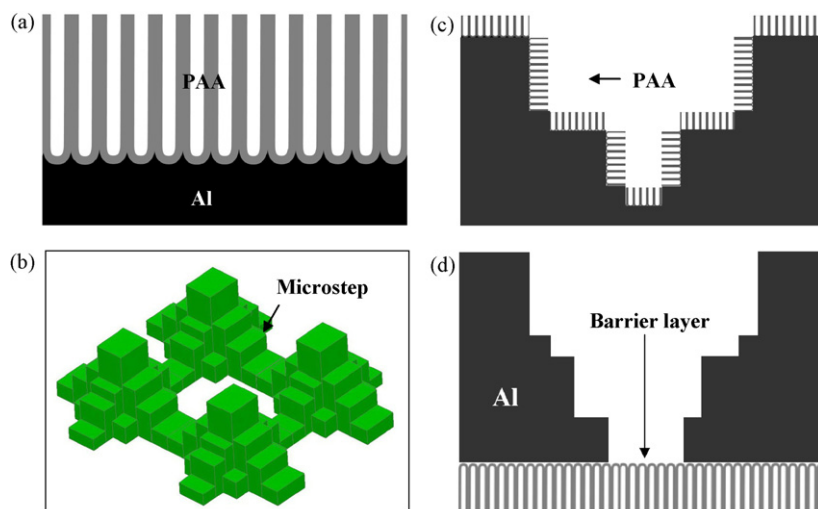 (a)
PAA
Al
(b)
Microstep
(c)
PAA
(d)
Barrier layer
Al